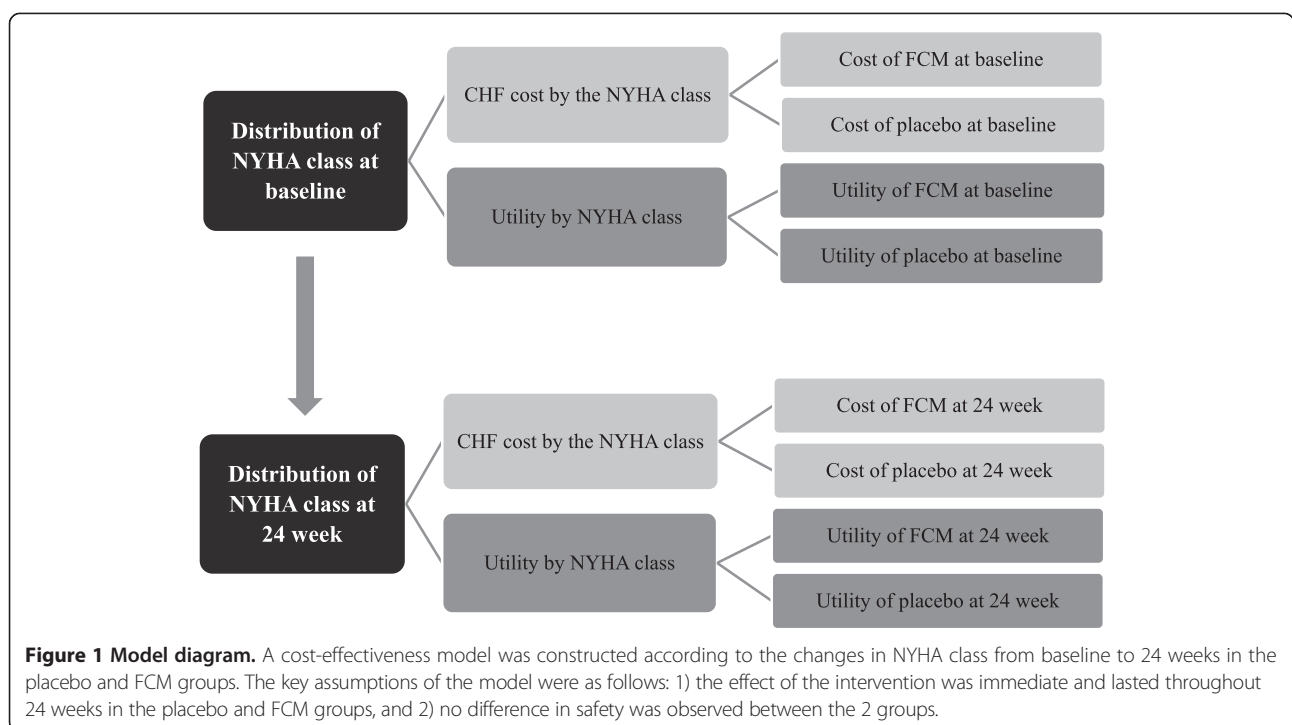 Distribution of
NYHA class at
baseline
CHF cost by the NYHA class
Cost of FCM at baseline
Cost of placebo at baseline
Utility by NYHA class
Utility of FCM at baseline
Utility of placebo at baseline
Distribution of
NYHA class at
24 week
CHF cost by the NYHA class
Cost of FCM at 24 week
Cost of placebo at 24 week
Utility by NYHA class
Utility of FCM at 24 week
Utility of placebo at 24 week
Figure 1 Model diagram. A cost-effectiveness model was constructed according to the changes in NYHA class from baseline to 24 weeks in the
placebo and FCM groups. The key assumptions of the model were as follows: 1) the effect of the intervention was immediate and lasted throughout
24 weeks in the placebo and FCM groups, and 2) no difference in safety was observed between the 2 groups.